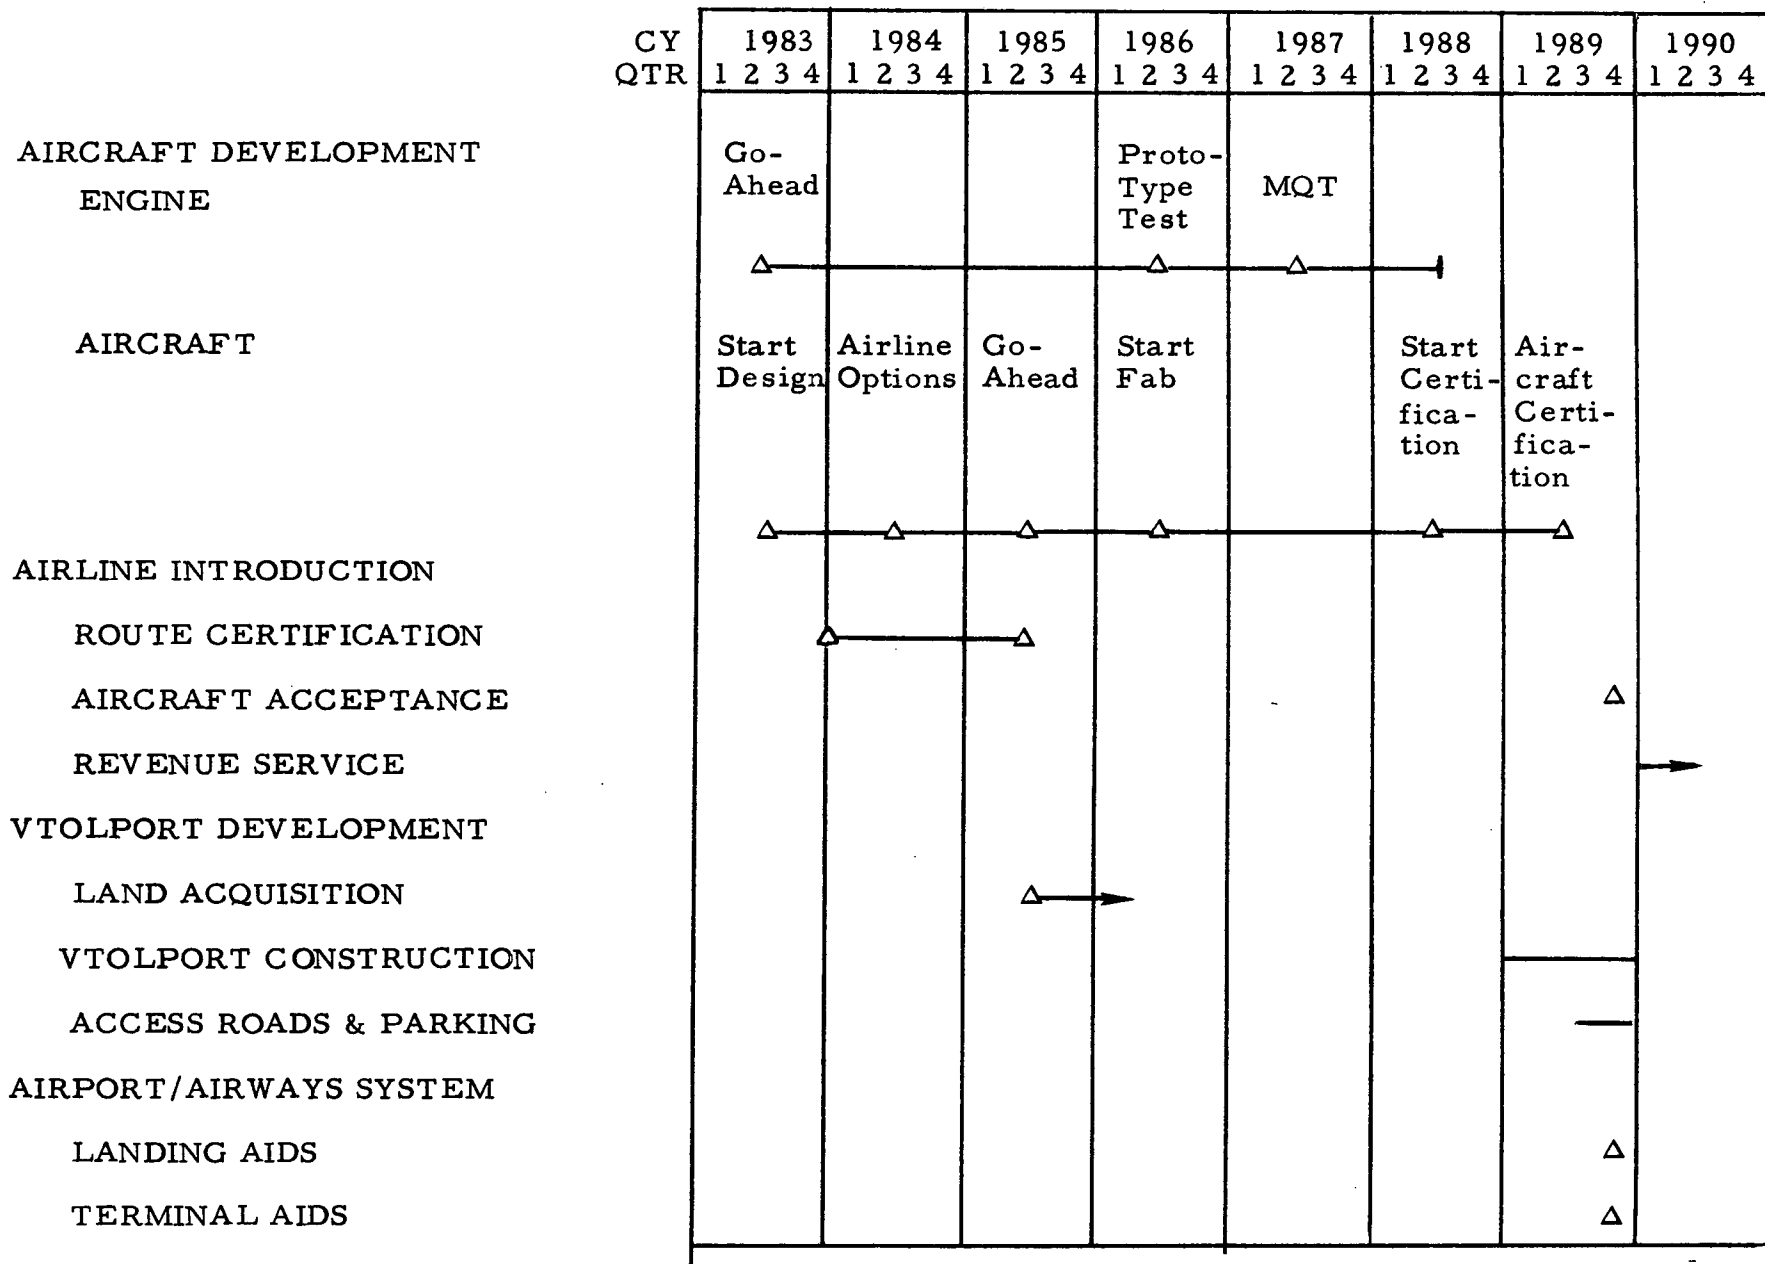 CY 1983 1984 1985 1986 1987 1988 1989 1990
QTR 1 2 3 4 1 2 3 4 1 2 3 4 1 2 3 4 1 2 3 4 1 2 3 4 1 2 3 4 1 2 3 4
AIRCRAFT DEVELOPMENT
ENGINE
Go-
Ahead
Proto-
Type
Test
MQT
AIRCRAFT
Start
Design
Airline
Options
Go-
Ahead
Start
Fab
Start
Certi-
fica-
tion
Air-
craft
Certi-
fica-
tion
AIRLINE INTRODUCTION
ROUTE CERTIFICATION
AIRCRAFT ACCEPTANCE
REVENUE SERVICE
VTOLPORT DEVELOPMENT
LAND ACQUISITION
VTOLPORT CONSTRUCTION
ACCESS ROADS & PARKING
AIRPORT/AIRWAYS SYSTEM
LANDING AIDS
TERMINAL AIDS